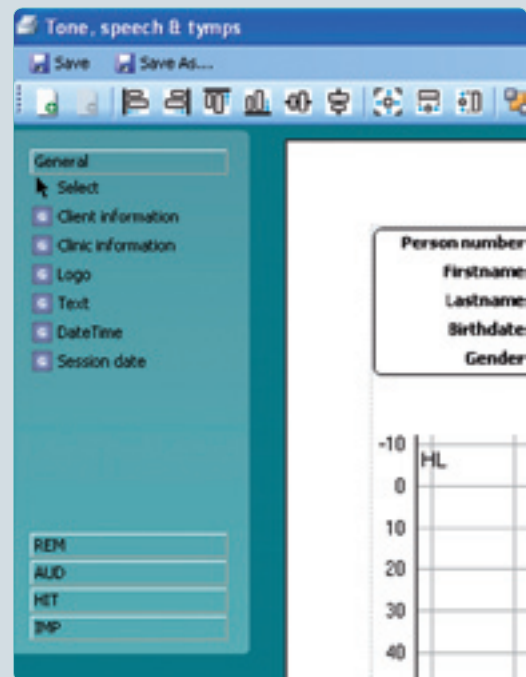 Tone, speech & tymps
Save Save As...
General
Select
Client information
Clinic information
Logo
Text
DateTime
Session date
REM
AUD
HIT
IMP
Person number
Firstname:
Lastname:
Birthdate:
Gender
-10
HL
0
10
20
30
40